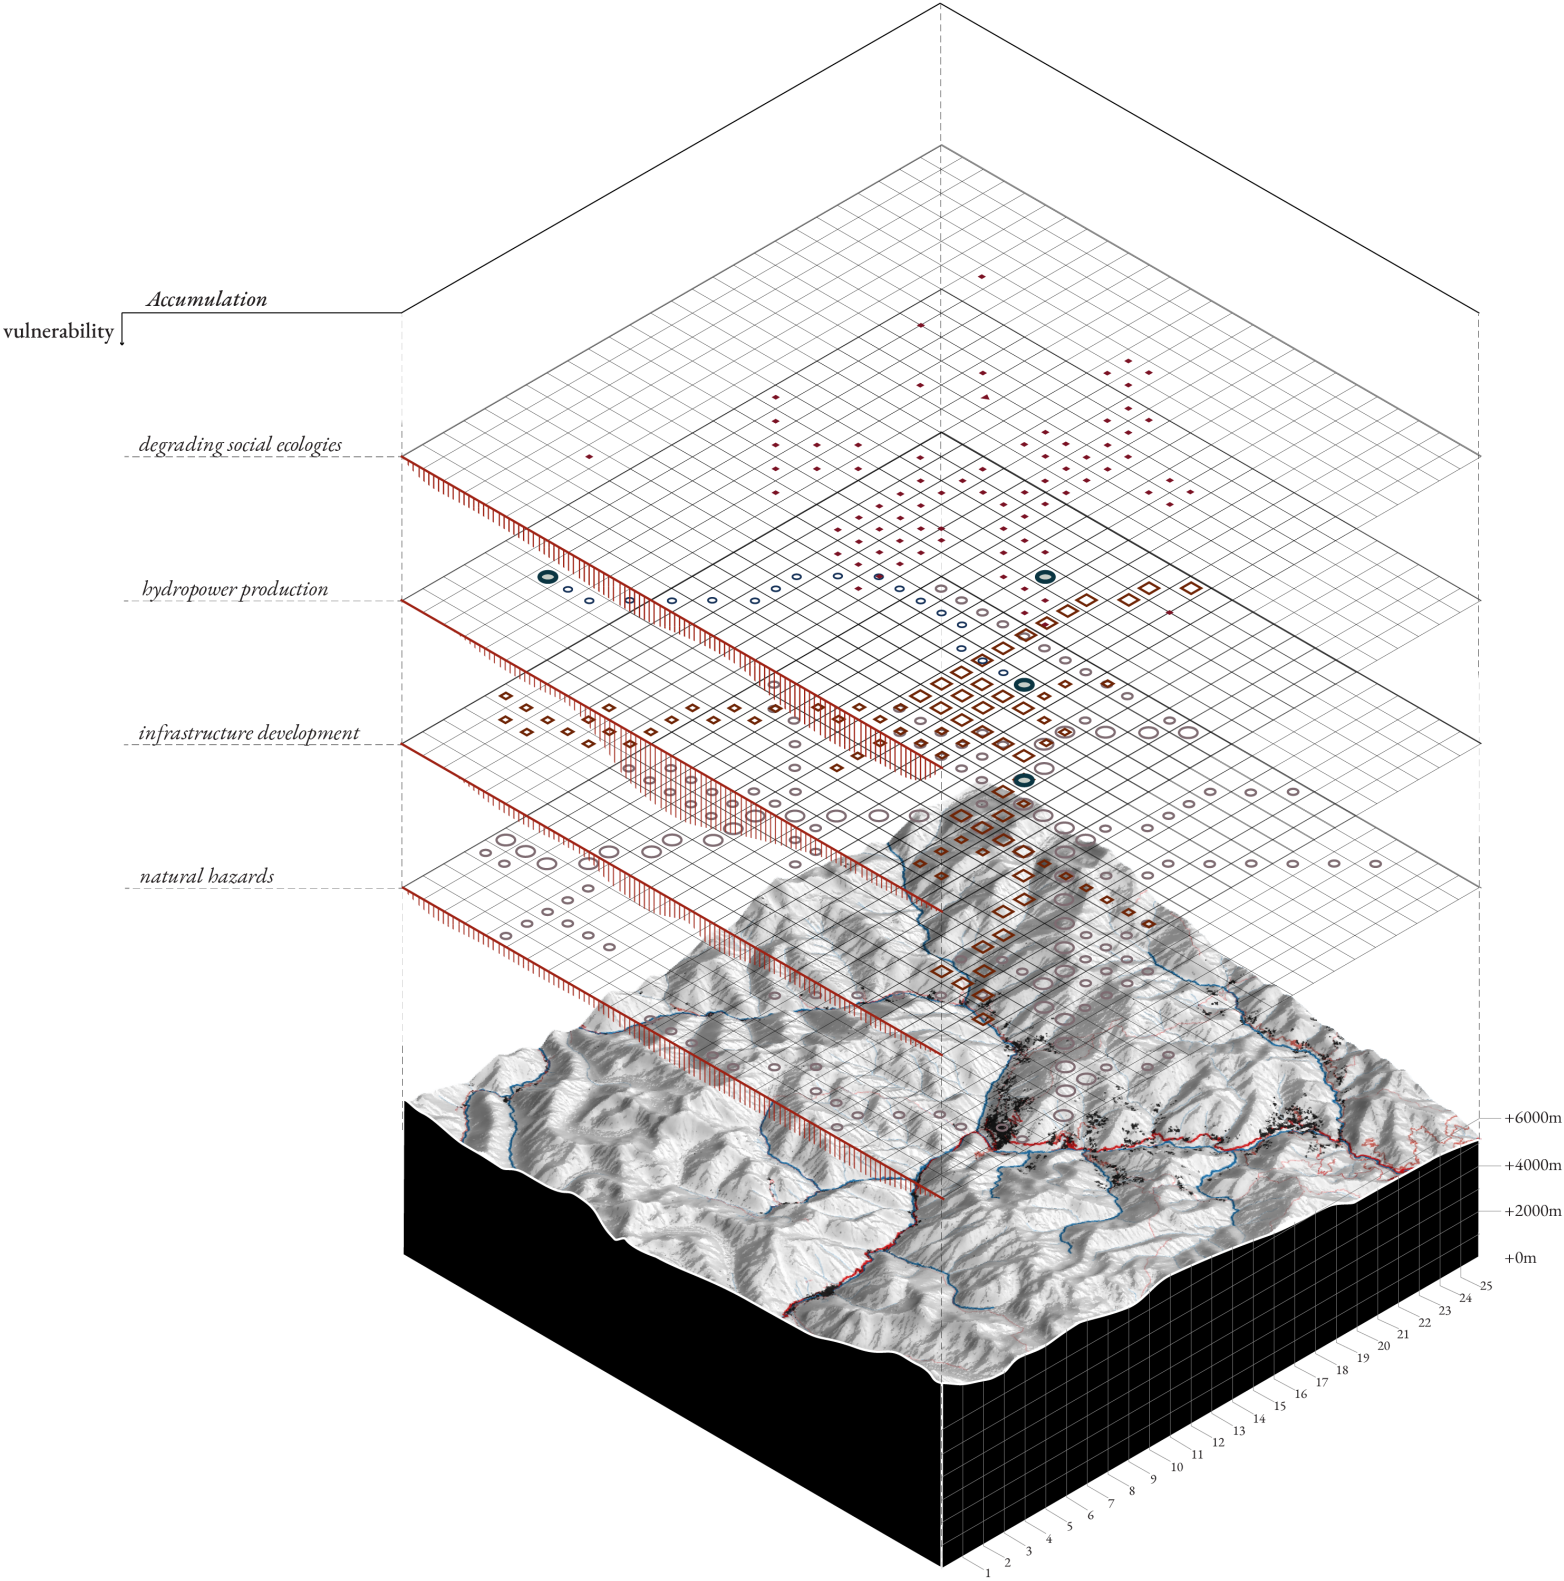 Accumulation
vulnerability
degrading social ecologies
hydropower production
infrastructure development
natural hazards
+6000m
+4000m
+2000m
+0m
25
24
23
22
21
20
19
18
17
16
15
14
13
12
11
10
9
8
7
6
5
4
3
2
1